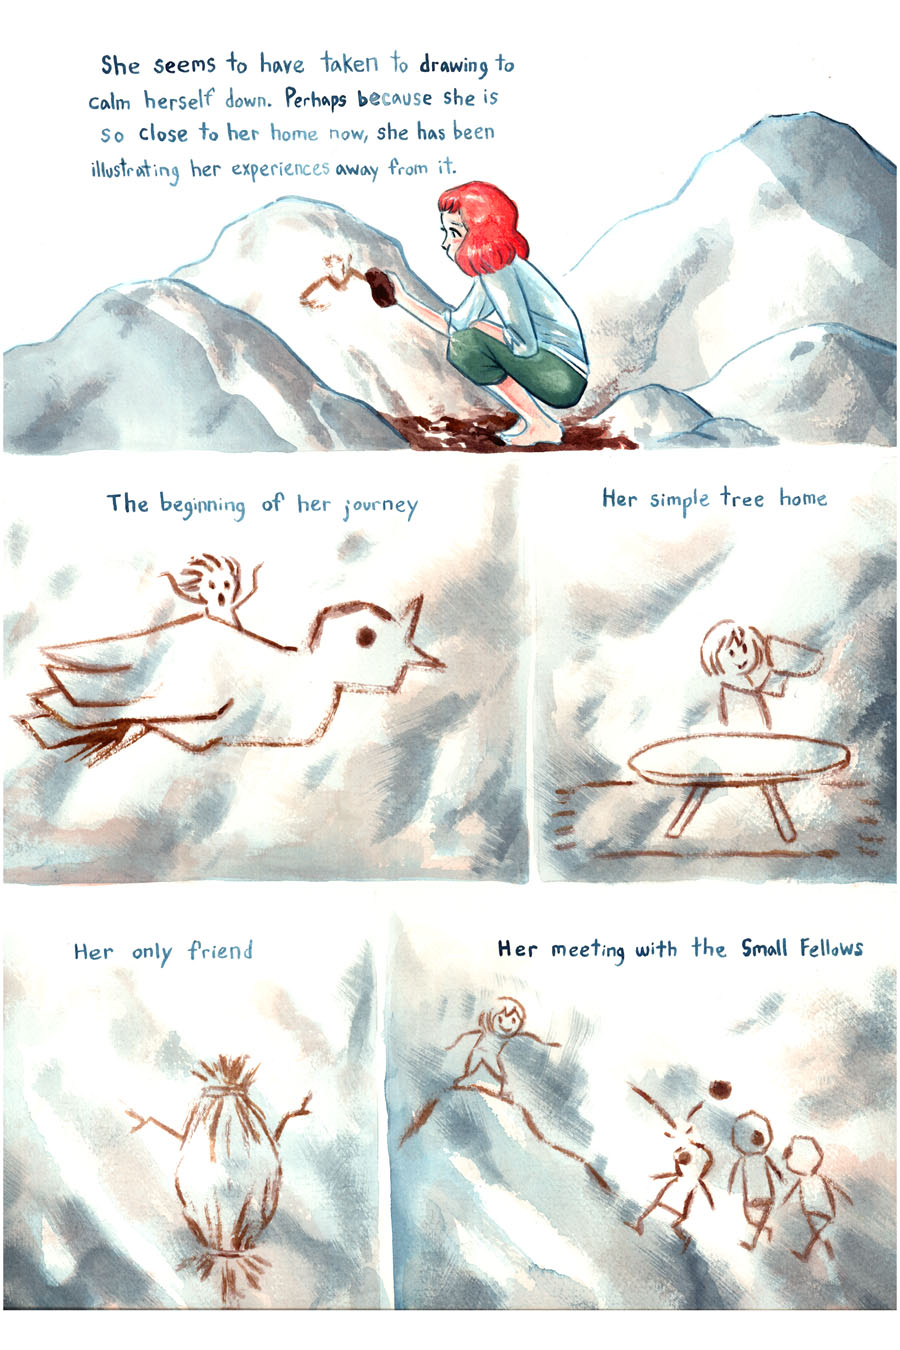 She seems to have taken to drawing to
calm herself down. Perhaps because she is
so close to her home now, she has been
illustrating her experiences away from it.
The beginning of her journey
Her simple tree home
Her only friend
Her meeting with the Small Fellows